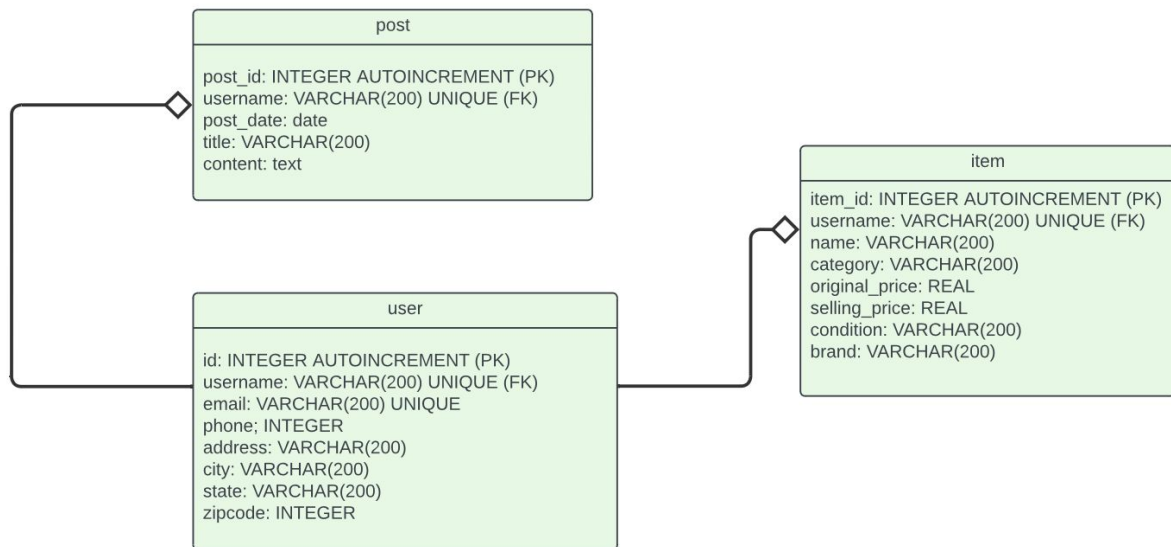 post
post_id: INTEGER AUTOINCREMENT (PK)
username: VARCHAR(200) UNIQUE (FK)
post_date: date
title: VARCHAR(200)
content: text
item
item_id: INTEGER AUTOINCREMENT (PK)
username: VARCHAR(200) UNIQUE (FK)
name: VARCHAR(200)
category: VARCHAR(200)
original_price: REAL
selling_price: REAL
condition: VARCHAR(200)
brand: VARCHAR(200)
user
id: INTEGER AUTOINCREMENT (PK)
username: VARCHAR(200) UNIQUE (FK)
email: VARCHAR(200) UNIQUE
phone; INTEGER
address: VARCHAR(200)
city: VARCHAR(200)
state: VARCHAR(200)
zipcode: INTEGER